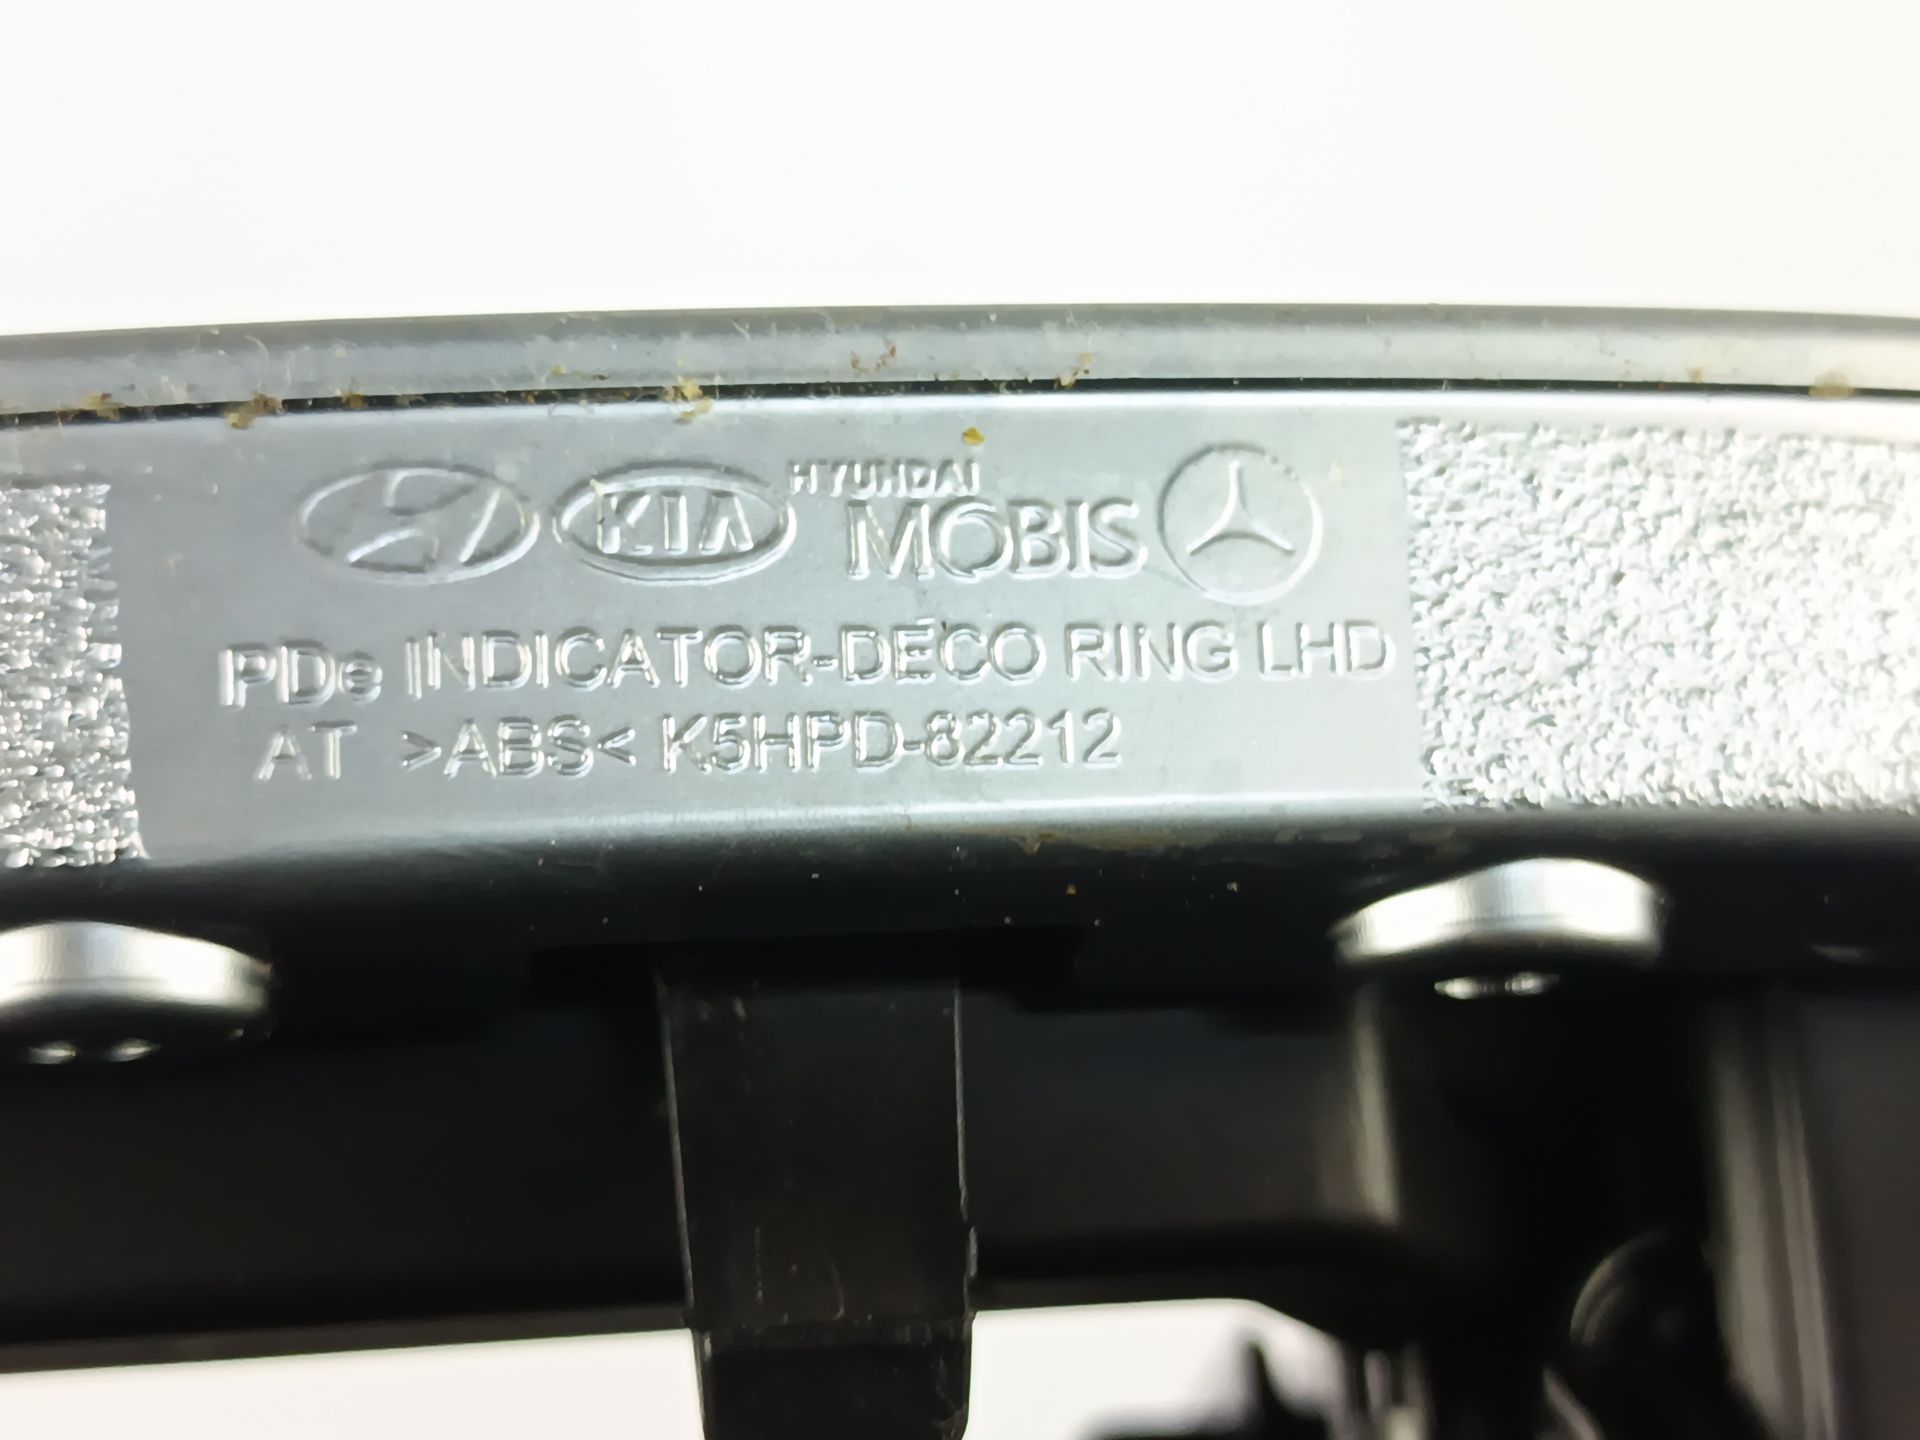 KIA HYUNDAI MOBIS
PDe INDICATOR-DECO RING LHD
AT >ABS< K5HPD-82212